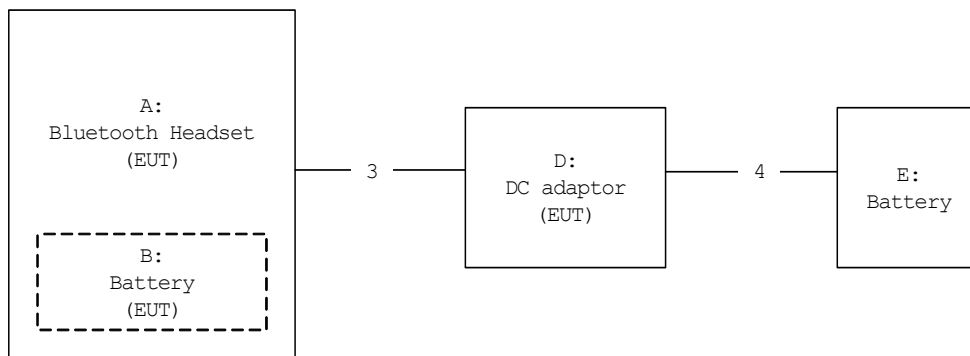 A:
Bluetooth Headset
(EUT)
B:
Battery
(EUT)
3
D:
DC adaptor
(EUT)
4
E:
Battery